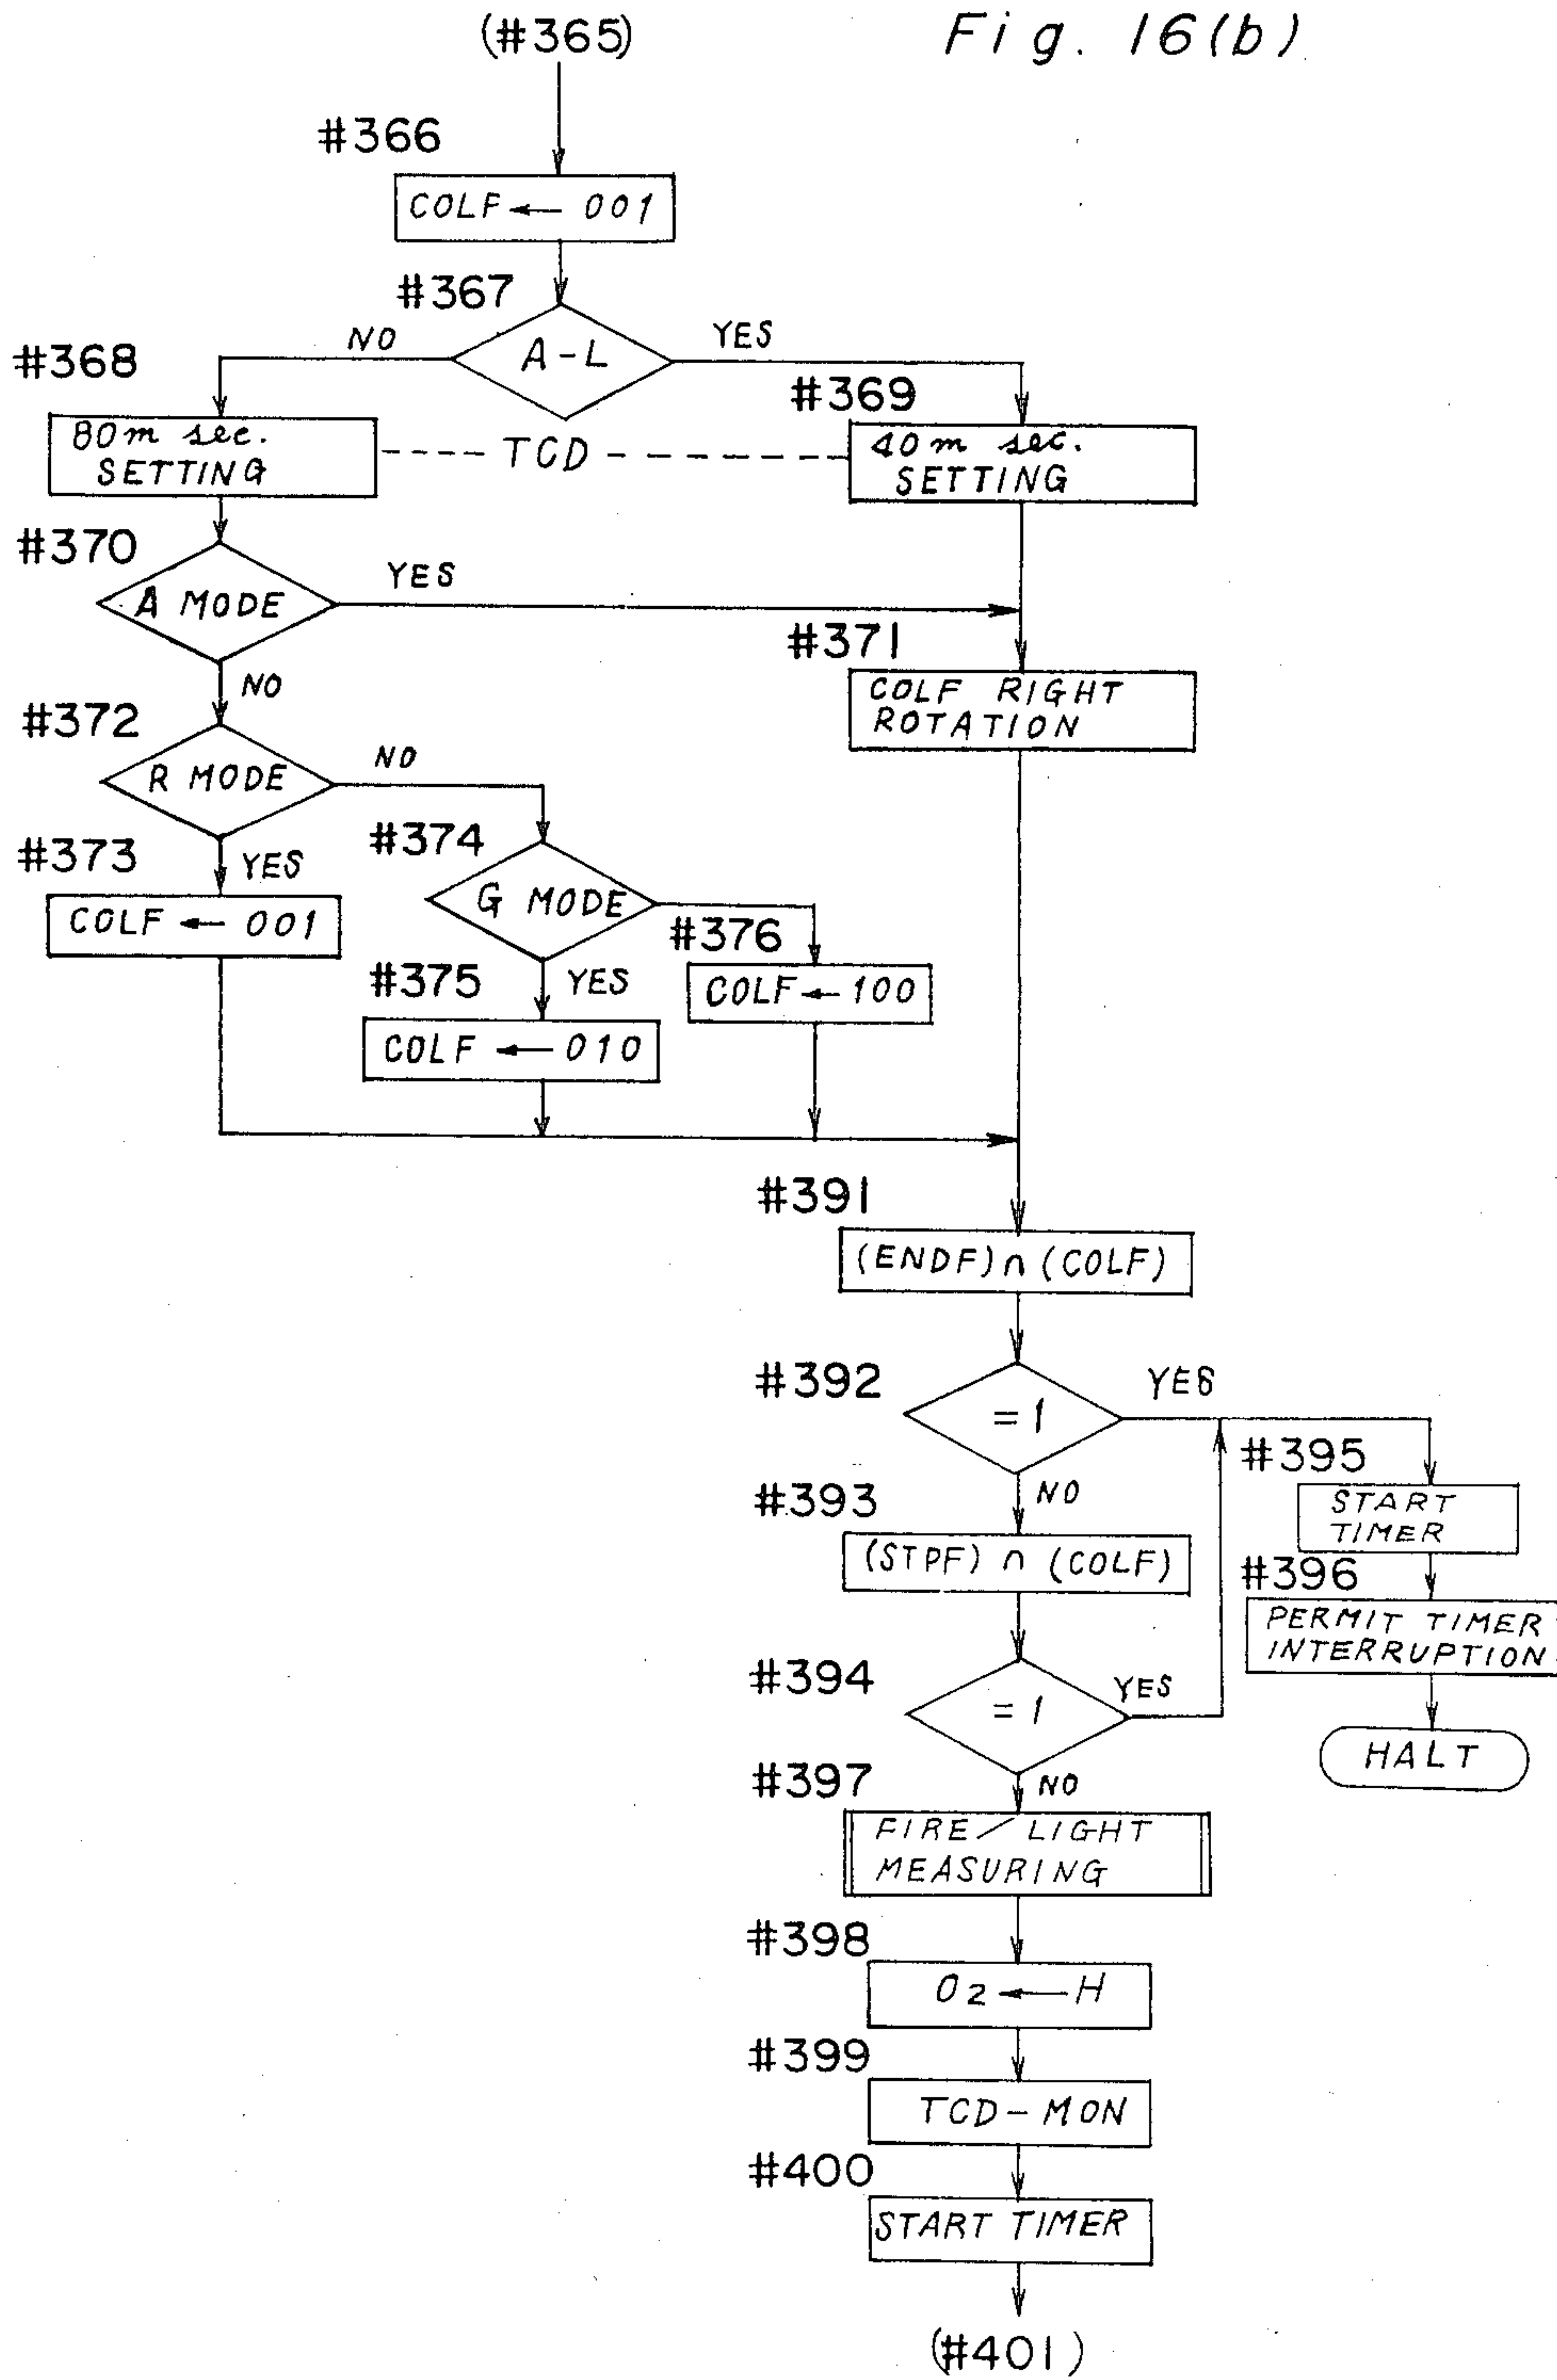 Fig. 16(b)
(#365)
#366
COLF ← 001
#367
A-L
NO
YES
#368
80m sec.
SETTING
TCD
#369
40m sec.
SETTING
#370
A MODE
YES
NO
#371
COLF RIGHT
ROTATION
#372
R MODE
NO
YES
#373
COLF ← 001
#374
G MODE
YES
#375
COLF ← 010
#376
COLF ← 100
#391
(ENDF) ∩ (COLF)
#392
=1
YES
NO
#393
(STPF) ∩ (COLF)
#394
=1
YES
NO
#395
START
TIMER
#396
PERMIT TIMER
INTERRUPTION
HALT
#397
FIRE/LIGHT
MEASURING
#398
O2 ← H
#399
TCD-MON
#400
START TIMER
(#401)